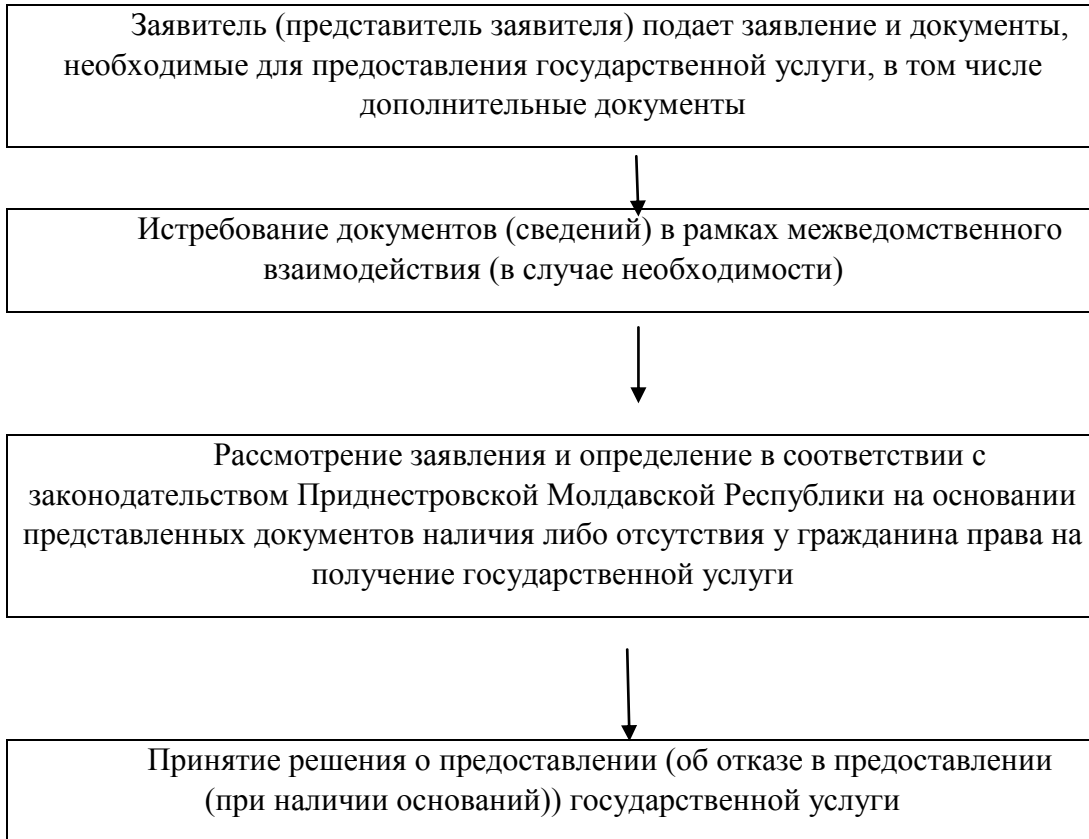 Заявитель (представитель заявителя) подает заявление и документы,
необходимые для предоставления государственной услуги, в том числе
дополнительные документы
Истребование документов (сведений) в рамках межведомственного
взаимодействия (в случае необходимости)
Рассмотрение заявления и определение в соответствии с
законодательством Приднестровской Молдавской Республики на основании
представленных документов наличия либо отсутствия у гражданина права на
получение государственной услуги
Принятие решения о предоставлении (об отказе в предоставлении
(при наличии оснований)) государственной услуги